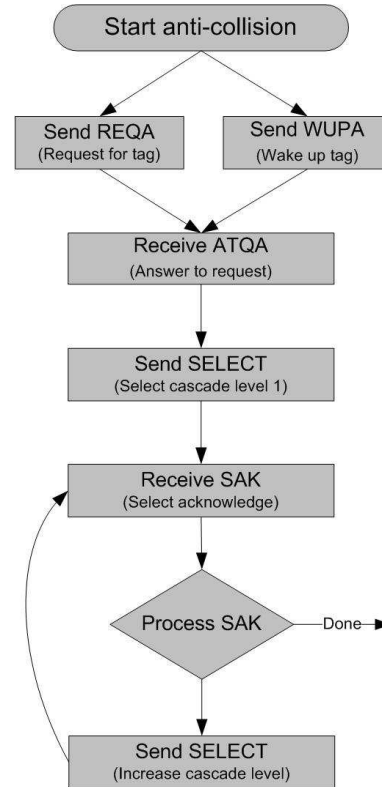 Start anti-collision
Send REQA
(Request for tag)
Send WUPA
(Wake up tag)
Receive ATQA
(Answer to request)
Send SELECT
(Select cascade level 1)
Receive SAK
(Select acknowledge)
Process SAK
Done
Send SELECT
(Increase cascade level)